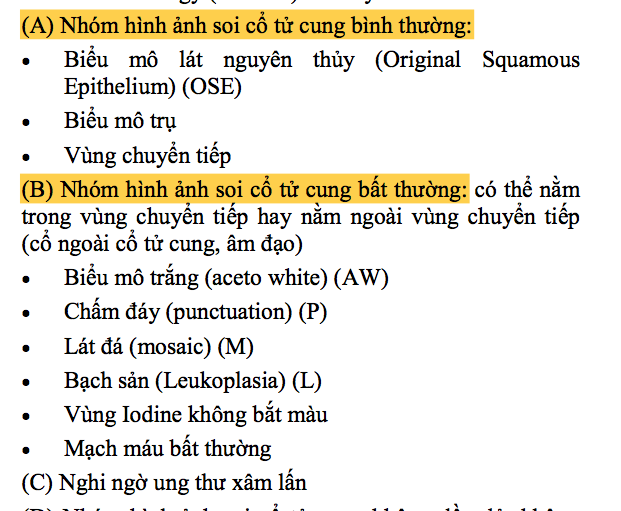 (A) Nhóm hình ảnh soi cổ tử cung bình thường:
• Biểu mô lát nguyên thủy (Original Squamous
Epithelium) (OSE)
• Biểu mô trụ
• Vùng chuyển tiếp
(B) Nhóm hình ảnh soi cổ tử cung bất thường: có thể nằm
trong vùng chuyển tiếp hay nằm ngoài vùng chuyển tiếp
(cổ ngoài cổ tử cung, âm đạo)
• Biểu mô trắng (aceto white) (AW)
• Chấm đáy (punctuation) (P)
• Lát đá (mosaic) (M)
• Bạch sản (Leukoplasia) (L)
• Vùng Iodine không bắt màu
• Mạch máu bất thường
(C) Nghi ngờ ung thư xâm lấn